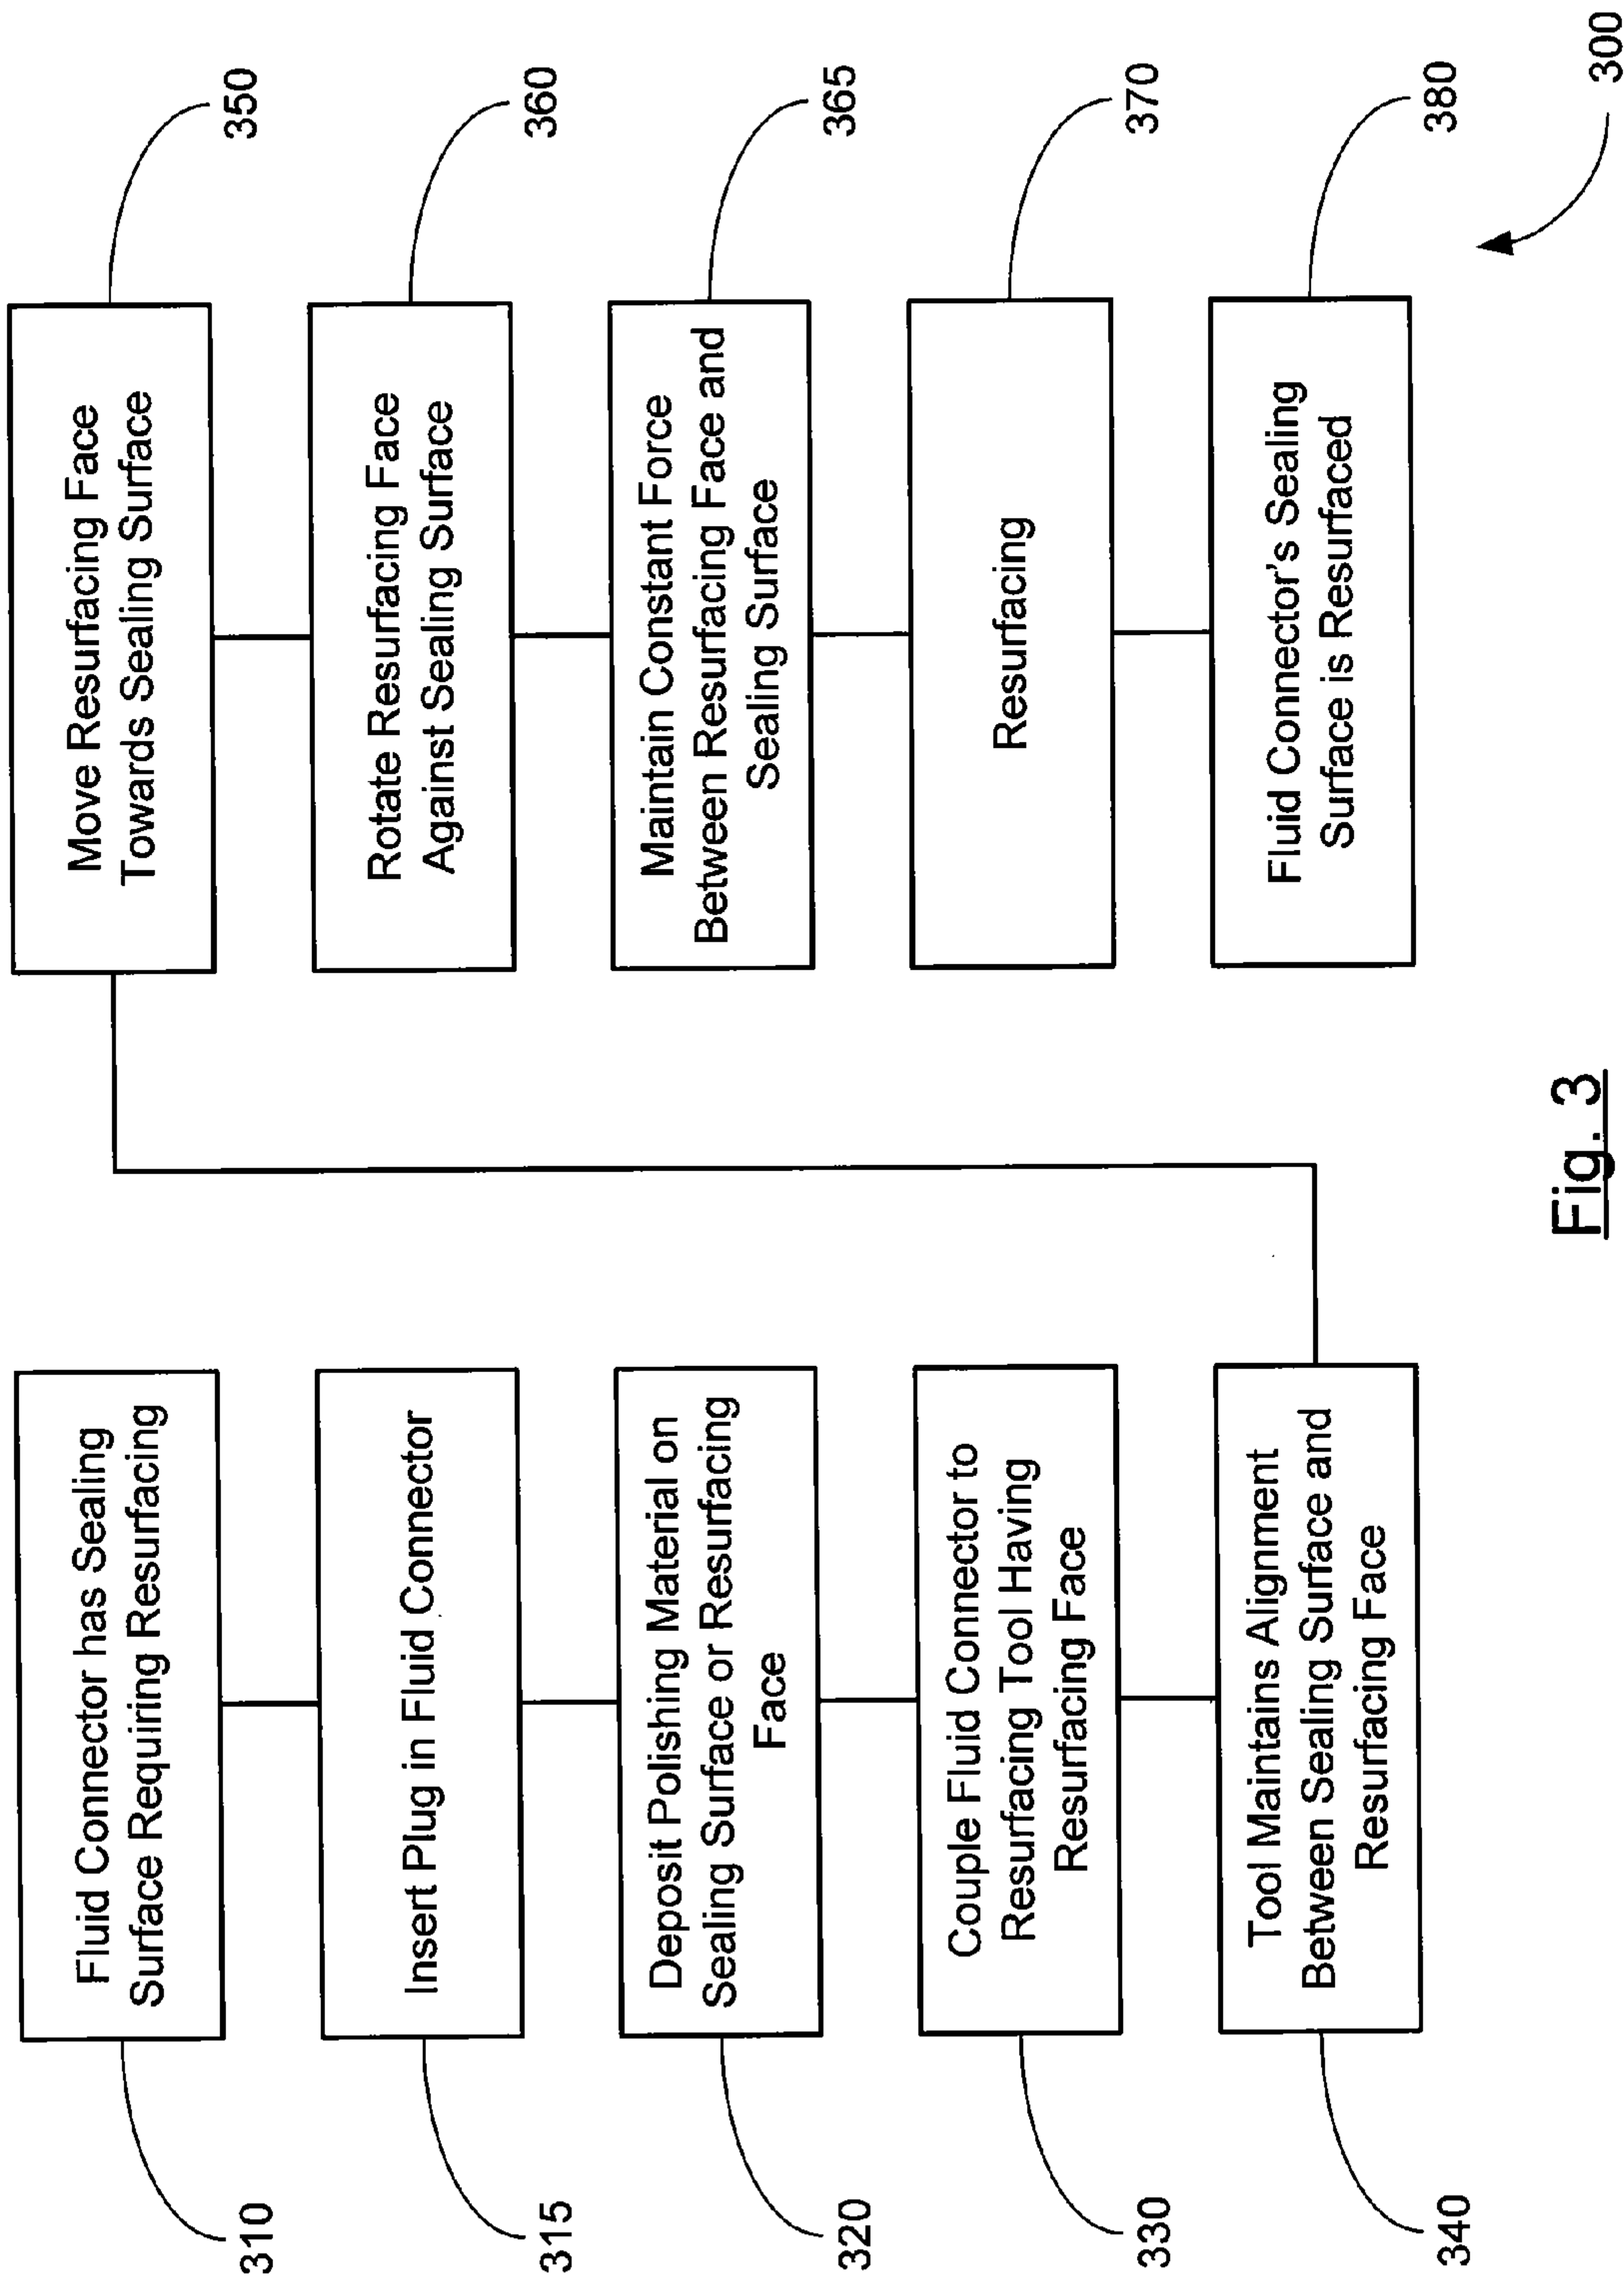 310
Fluid Connector has Sealing
Surface Requiring Resurfacing
315
Insert Plug in Fluid Connector
320
Deposit Polishing Material on
Sealing Surface or Resurfacing
Face
330
Couple Fluid Connector to
Resurfacing Tool Having
Resurfacing Face
340
Tool Maintains Alignment
Between Sealing Surface and
Resurfacing Face
Move Resurfacing Face
Towards Sealing Surface
350
Rotate Resurfacing Face
Against Sealing Surface
360
Maintain Constant Force
Between Resurfacing Face and
Sealing Surface
365
Resurfacing
370
Fluid Connector's Sealing
Surface is Resurfaced
380
300
Fig. 3